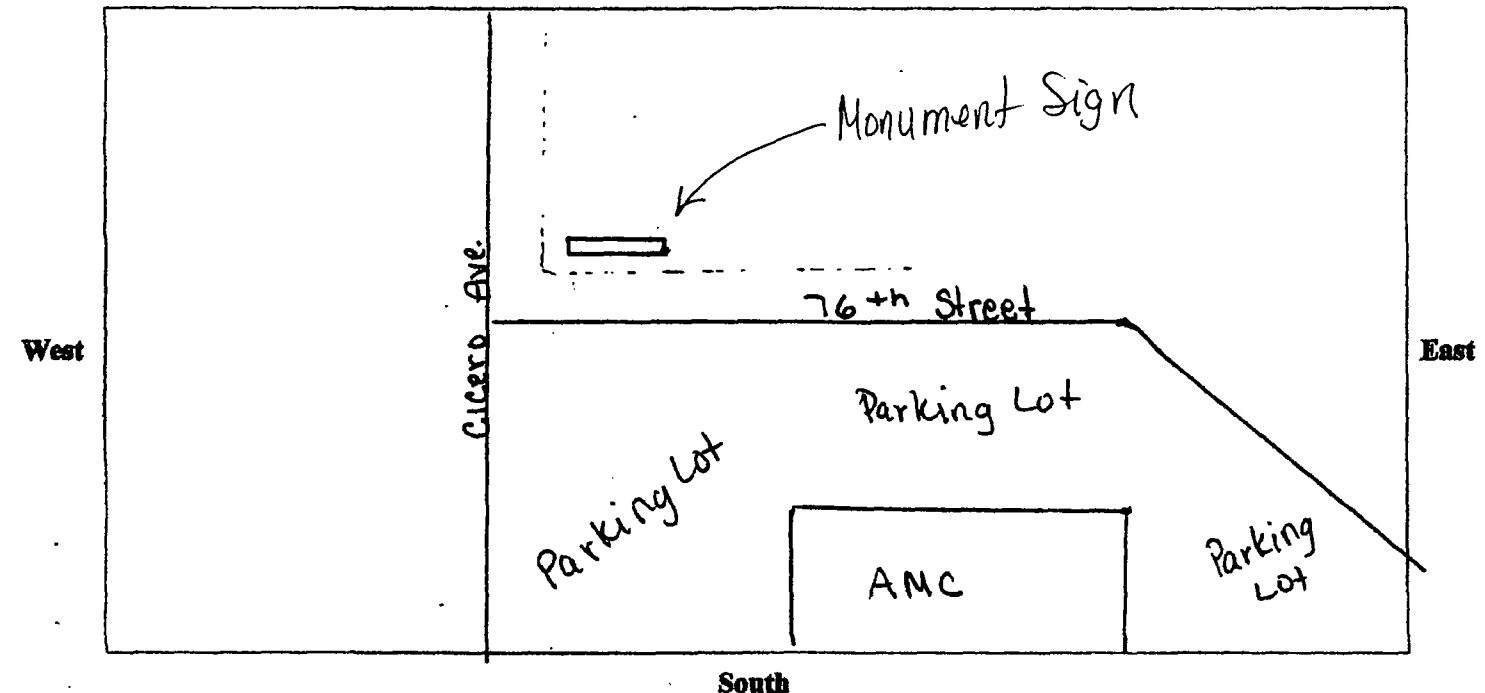 Monument Sign
Cicero Ave.
76th Street
West
East
Parking Lot
Parking Lot
AMC
Parking
Lot
South